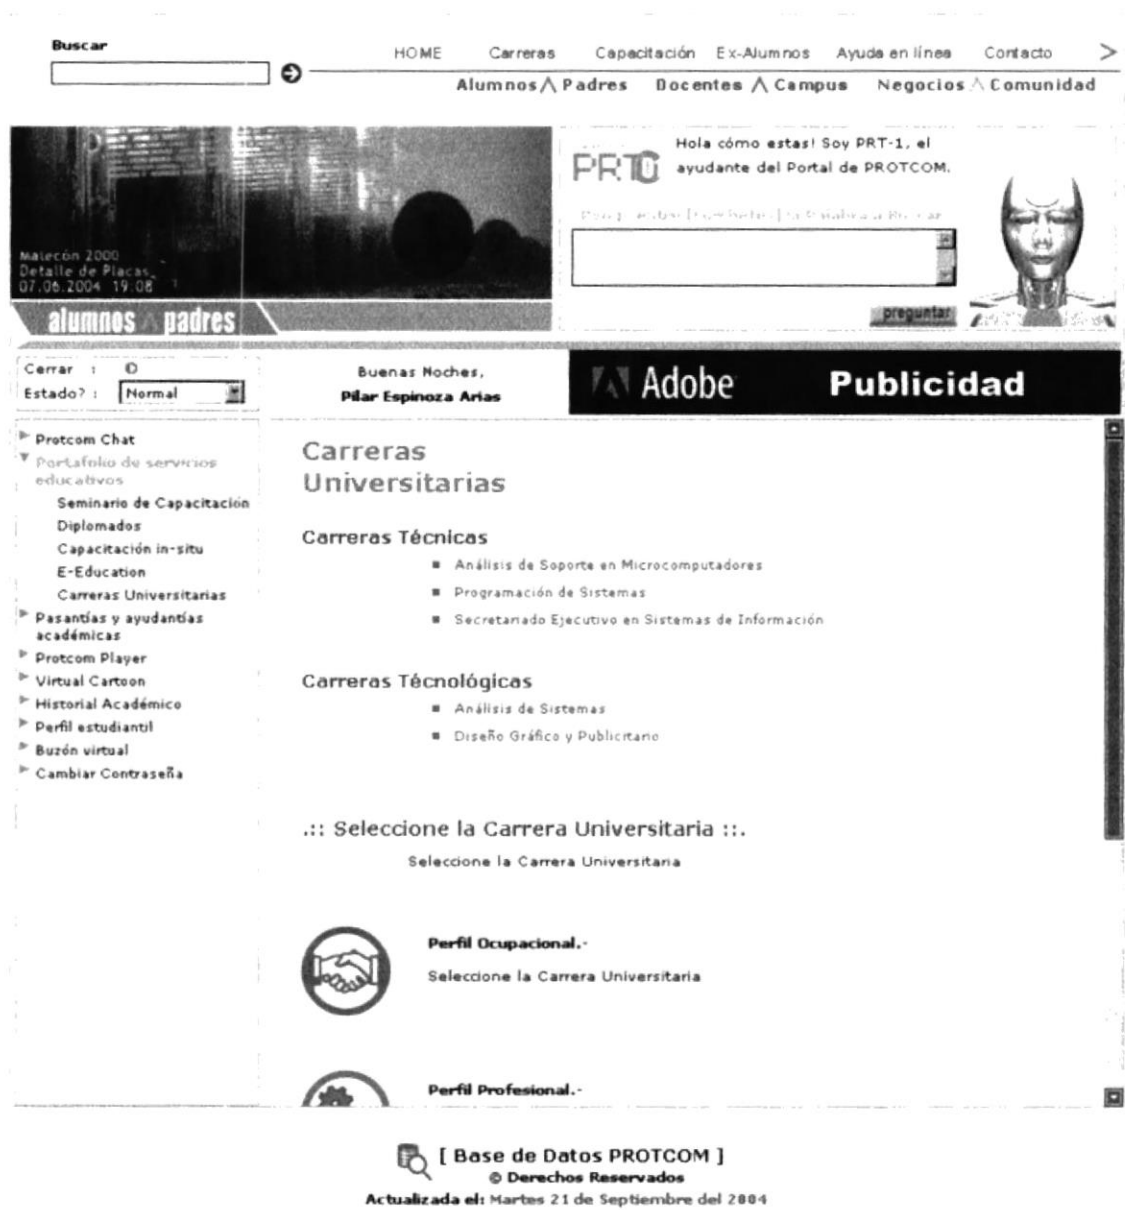 Buscar
HOME Carreras Capacitación Ex-Alumnos Ayuda en línea Contacto >
Alumnos Λ Padres Docentes Λ Campus Negocios Λ Comunidad
Malecón 2000
Detalle de Placas
07.06.2004 19:08
alumnos Λ padres
PRTC
Hola cómo estas! Soy PRT-1, el
ayudante del Portal de PROTCOM.
preguntar
Cerrar :
Estado? : Normal
Buenas Noches,
Pilar Espinoza Arias
Adobe Publicidad
Protcom Chat
Portafolio de servicios
educativos
Seminario de Capacitación
Diplomados
Capacitación in-situ
E-Education
Carreras Universitarias
Pasantías y ayudantías
académicas
Protcom Player
Virtual Cartoon
Historial Académico
Perfil estudiantil
Buzón virtual
Cambiar Contraseña
Carreras
Universitarias
Carreras Técnicas
Análisis de Soporte en Microcomputadores
Programación de Sistemas
Secretariado Ejecutivo en Sistemas de Información
Carreras Técnológicas
Análisis de Sistemas
Diseño Gráfico y Publicitario
.:: Seleccione la Carrera Universitaria ::.
Seleccione la Carrera Universitaria
Perfil Ocupacional.-
Seleccione la Carrera Universitaria
Perfil Profesional.-
[ Base de Datos PROTCOM ]
© Derechos Reservados
Actualizada el: Martes 21 de Septiembre del 2004